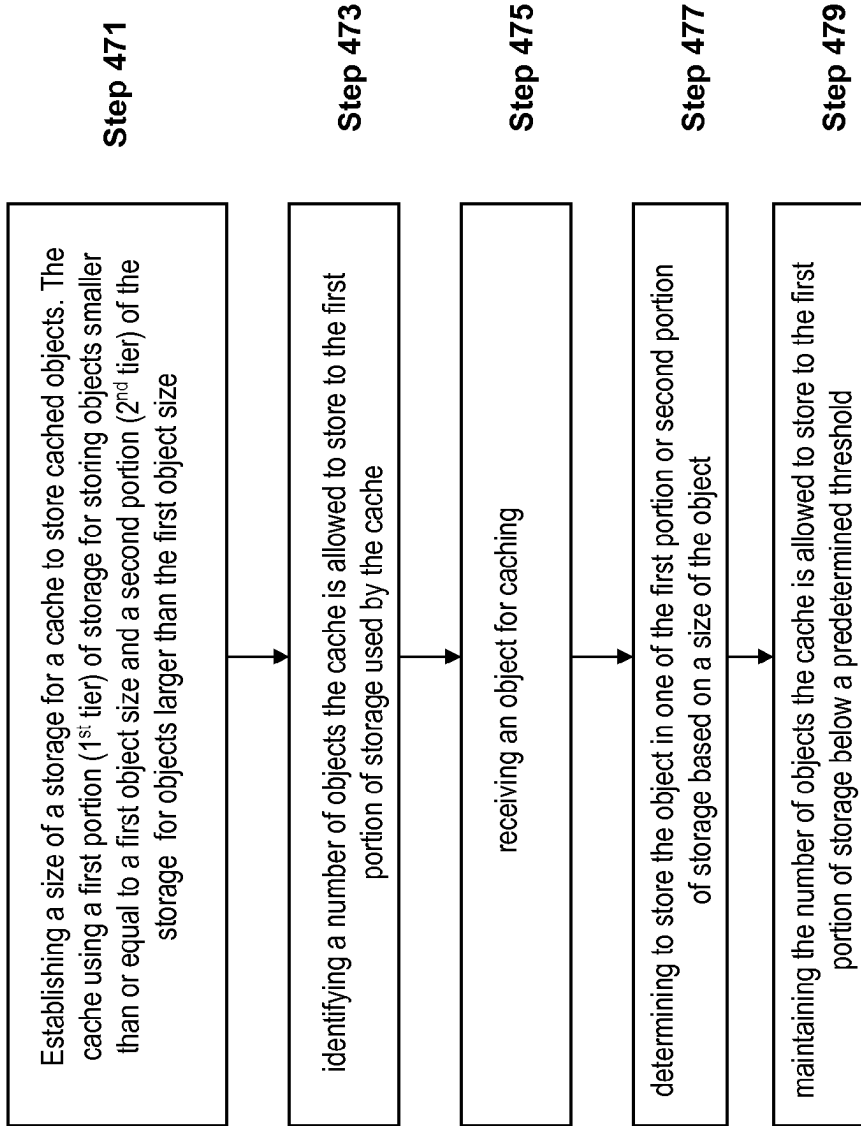 Establishing a size of a storage for a cache to store cached objects. The
cache using a first portion (1st tier) of storage for storing objects smaller
than or equal to a first object size and a second portion (2nd tier) of the
storage for objects larger than the first object size
Step 471
identifying a number of objects the cache is allowed to store to the first
portion of storage used by the cache
Step 473
receiving an object for caching
Step 475
determining to store the object in one of the first portion or second portion
of storage based on a size of the object
Step 477
maintaining the number of objects the cache is allowed to store to the first
portion of storage below a predetermined threshold
Step 479